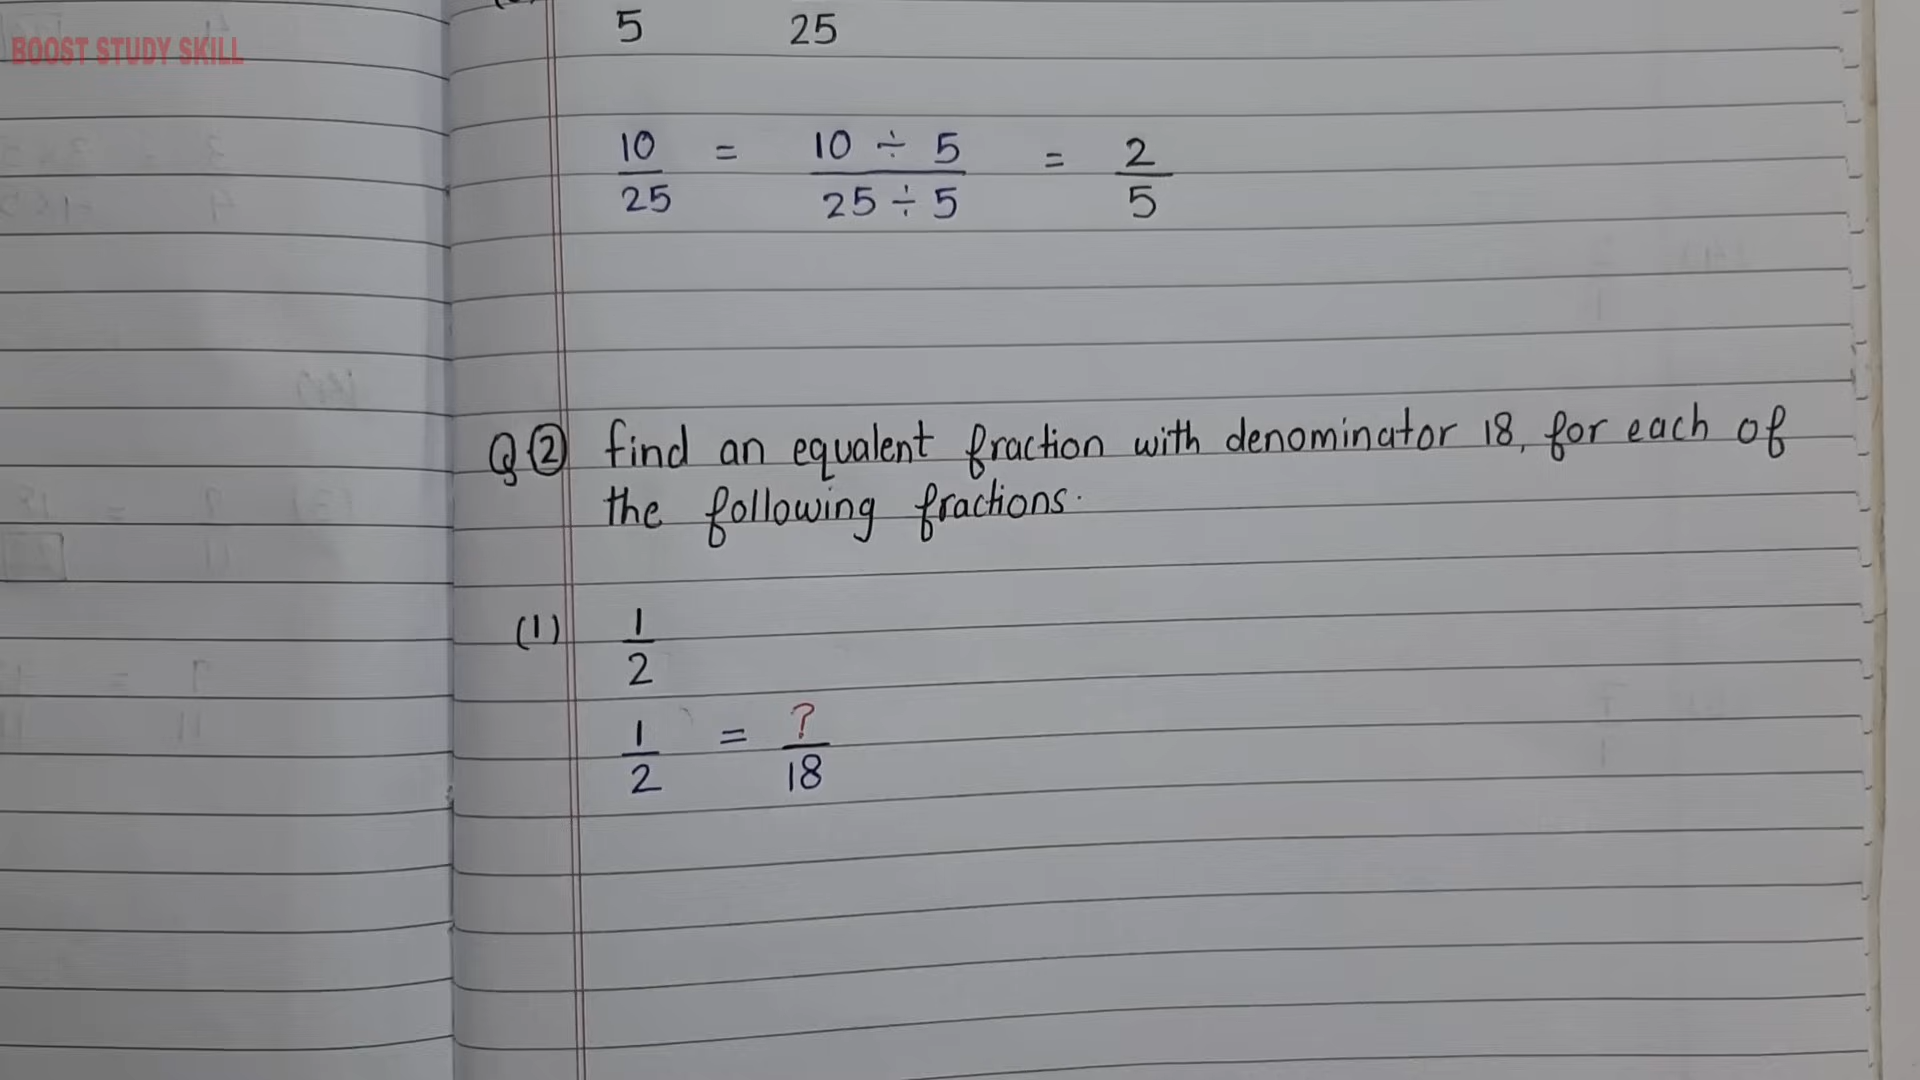 BOOST STUDY SKILL
5 25
10/25 = 10 ÷ 5/25 ÷ 5 = 2/5
Q② find an equalent fraction with denominator 18, for each of
the following fractions.
(1) 1/2
1/2 = ?/18